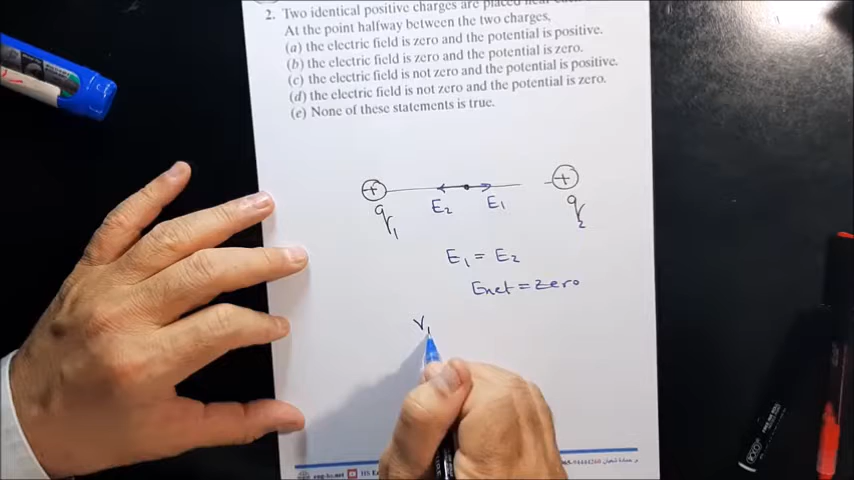 2. Two identical positive charges are placed near each
At the point halfway between the two charges,
(a) the electric field is zero and the potential is positive.
(b) the electric field is zero and the potential is zero.
(c) the electric field is not zero and the potential is positive.
(d) the electric field is not zero and the potential is zero.
(e) None of these statements is true.
+ +
E2 E1
q1 q2
E1 = E2
Enet = Zero
V1